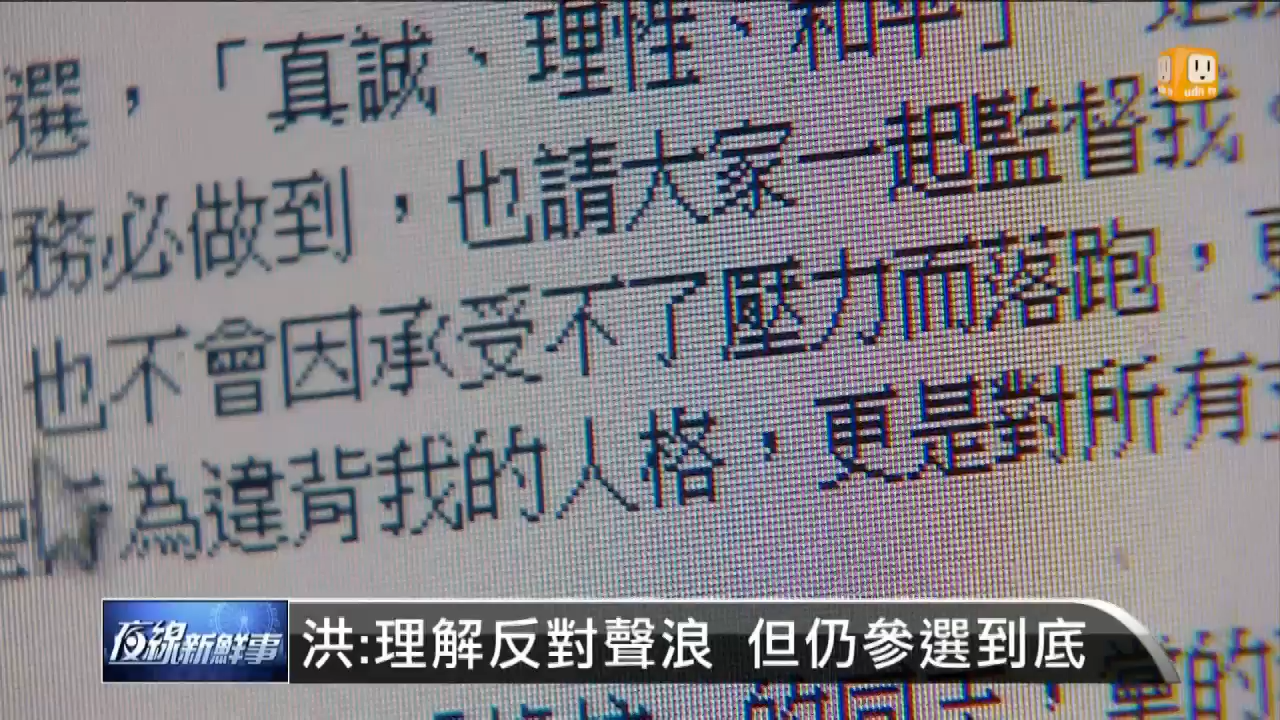 選，「真誠、理性、和平」
udn tv
務必做到，也請大家一起監督我。
也不會因承受不了壓力而落跑，更
為違背我的人格，更是對所有
夜線新鮮事
洪:理解反對聲浪 但仍參選到底